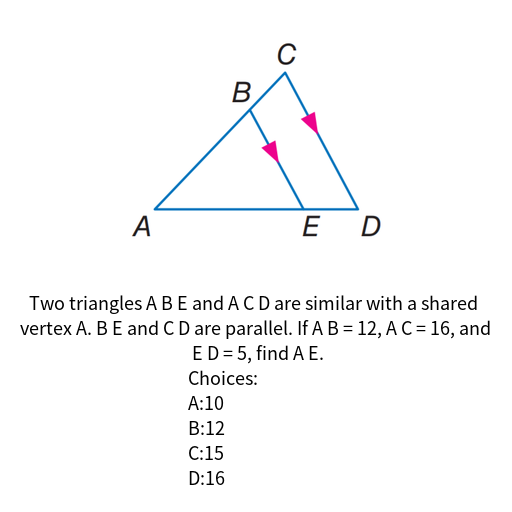 C
B
A
E
D
Two triangles A B E and A C D are similar with a shared
vertex A. B E and C D are parallel. If A B = 12, A C = 16, and
E D = 5, find A E.
Choices:
A:10
B:12
C:15
D:16